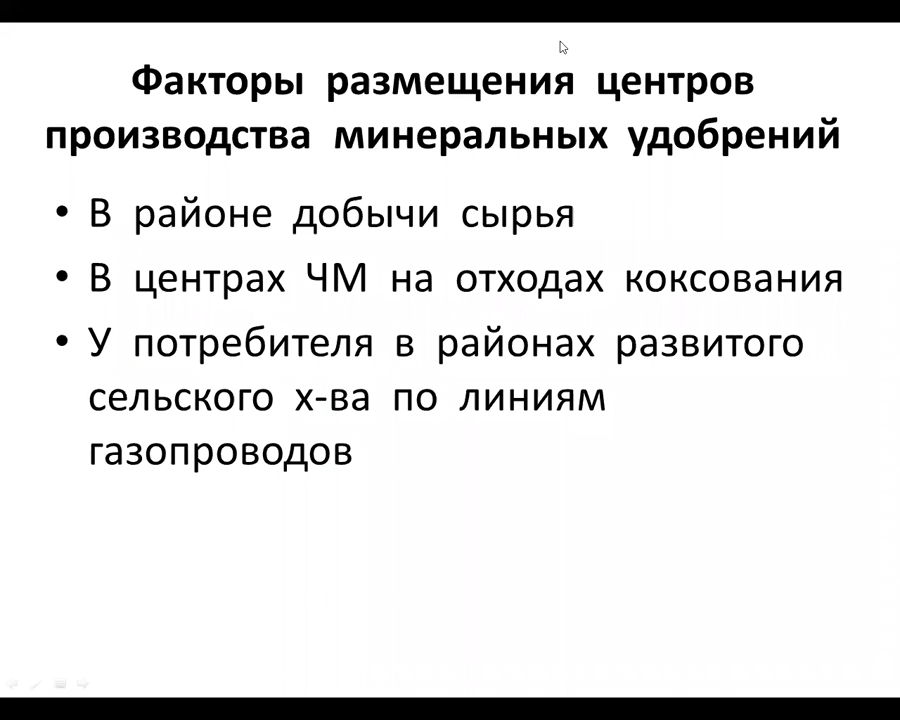 Факторы размещения центров
производства минеральных удобрений
• В районе добычи сырья
• В центрах ЧМ на отходах коксования
• У потребителя в районах развитого
сельского х-ва по линиям
газопроводов